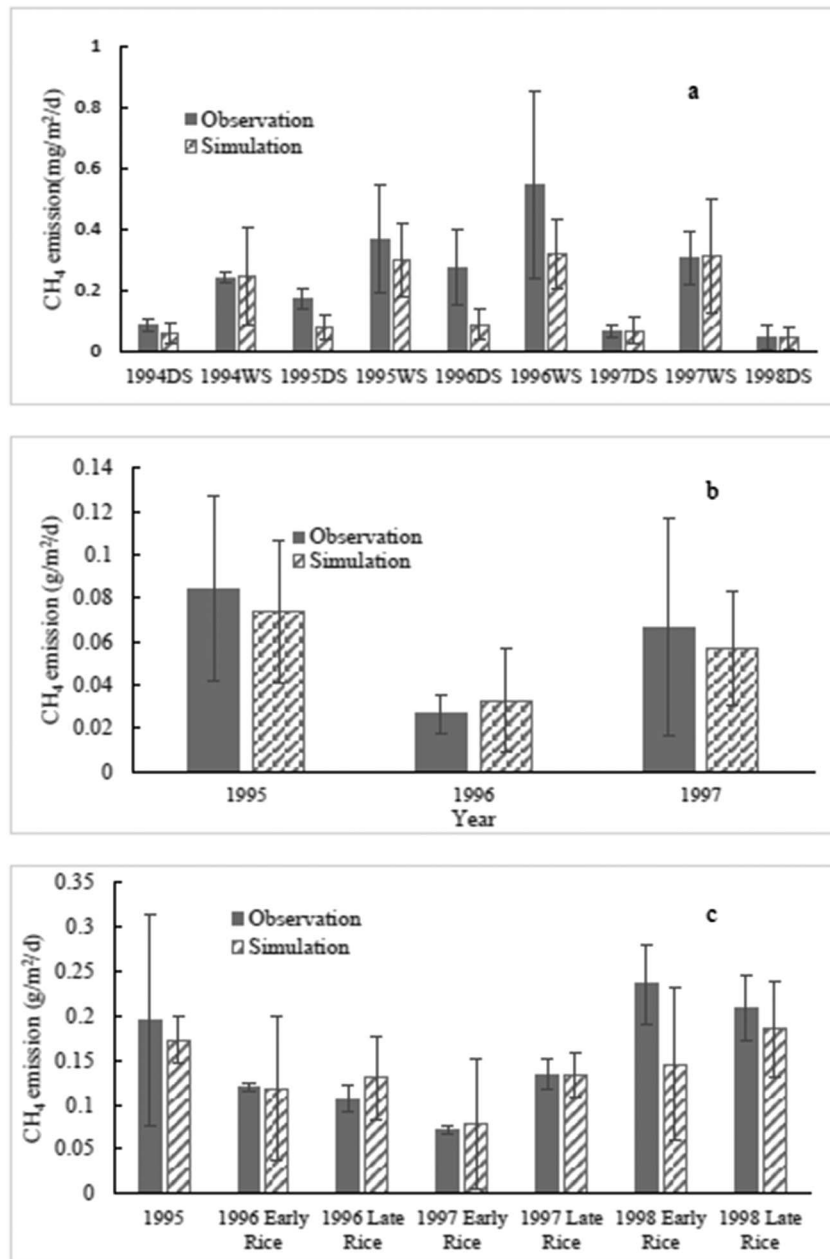 1
0.8
0.6
0.4
0.2
0
CH₄ emission(mg/m²/d)
a
Observation
Simulation
1994DS 1994WS 1995DS 1995WS 1996DS 1996WS 1997DS 1997WS 1998DS
0.14
0.12
0.1
0.08
0.06
0.04
0.02
0
CH₄ emission (g/m²/d)
b
Observation
Simulation
1995 1996 1997
Year
0.35
0.3
0.25
0.2
0.15
0.1
0.05
0
CH₄ emission (g/m²/d)
c
Observation
Simulation
1995 1996 Early 1996 Late 1997 Early 1997 Late 1998 Early 1998 Late
Rice Rice Rice Rice Rice Rice